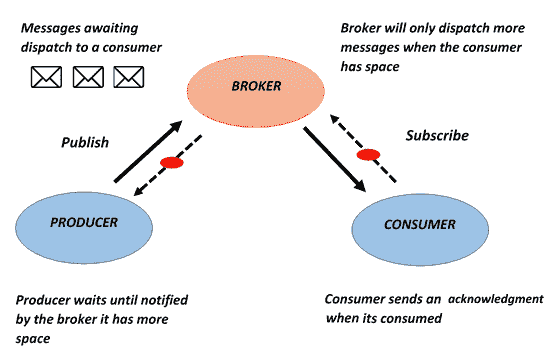 Messages awaiting
dispatch to a consumer
Broker will only dispatch more
messages when the consumer
has space
BROKER
Publish
Subscribe
PRODUCER
CONSUMER
Producer waits until notified
by the broker it has more
space
Consumer sends an acknowledgment
when its consumed